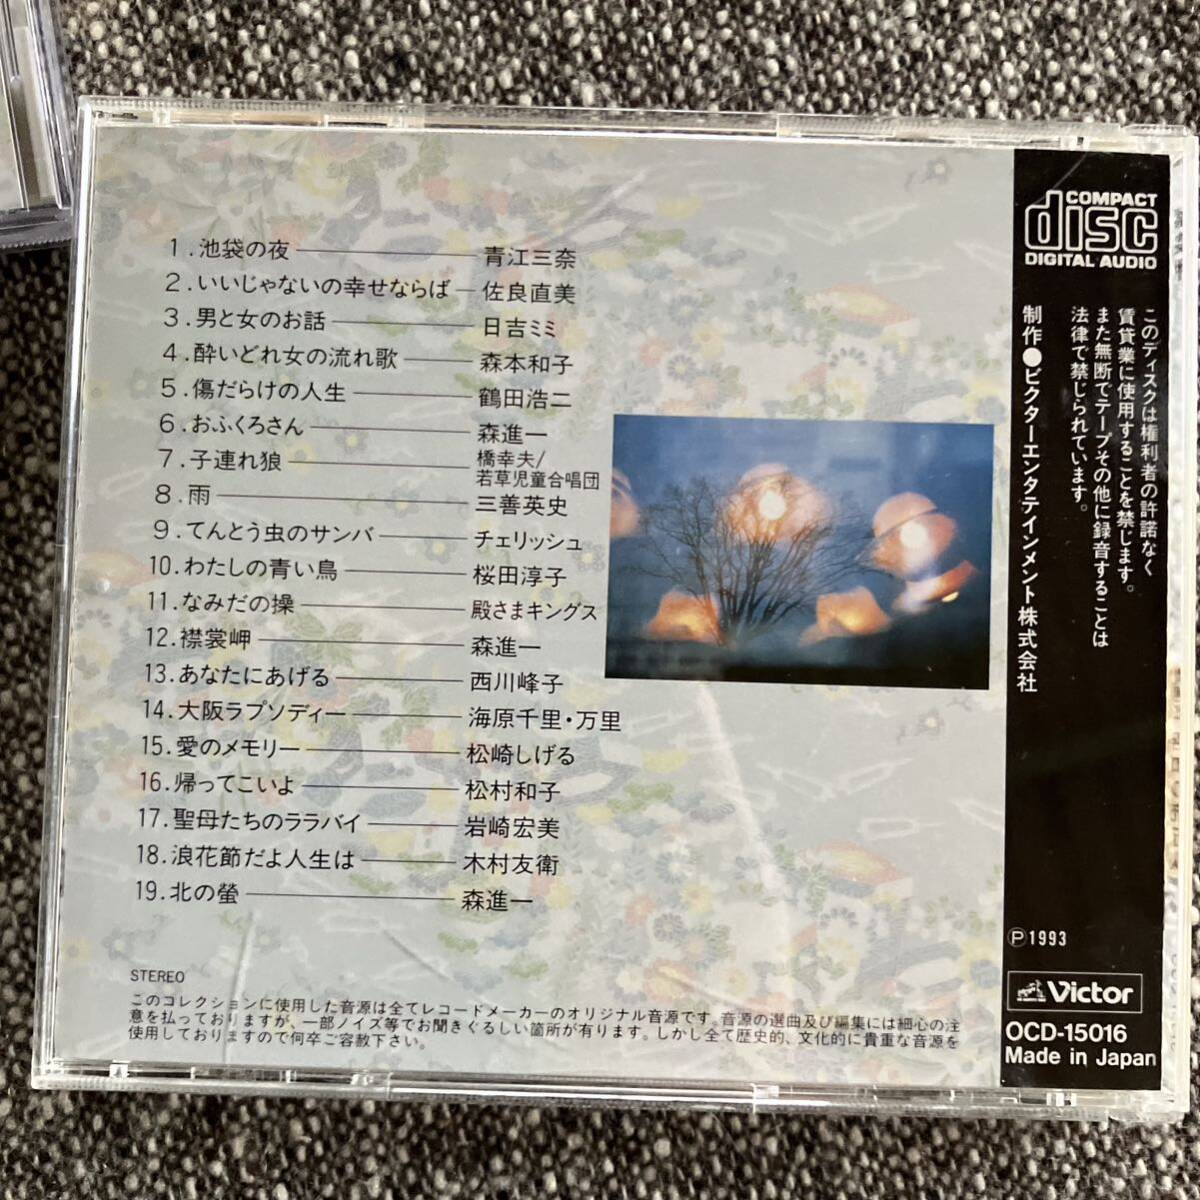 1.池袋の夜 青江三奈
2.いいじゃないの幸せならば 佐良直美
3.男と女のお話 日吉ミミ
4.酔いどれ女の流れ歌 森本和子
5.傷だらけの人生 鶴田浩二
6.おふくろさん 森進一
7.子連れ狼 橋幸夫/
若草児童合唱団
8.雨 三善英史
9.てんとう虫のサンバ チェリッシュ
10.わたしの青い鳥 桜田淳子
11.なみだの操 殿さまキングス
12.襟裳岬 森進一
13.あなたにあげる 西川峰子
14.大阪ラプソディー 海原千里・万里
15.愛のメモリー 松崎しげる
16.帰ってこいよ 松村和子
17.聖母たちのララバイ 岩崎宏美
18.浪花節だよ人生は 木村友衛
19.北の螢 森進一
STEREO
このコレクションに使用した音源は全てレコードメーカーのオリジナル音源です。音源の選曲及び編集には細心の注
意を払っておりますが、一部ノイズ等でお聞きぐるしい箇所が有ります。しかし全て歴史的、文化的に貴重な音源を
使用しておりますので何卒ご容赦下さい。
COMPACT
disc
DIGITAL AUDIO
このディスクは権利者の許諾なく
賃貸業に使用することを禁じます。
また無断でテープその他に録音することは
法律で禁じられています。
制作●ビクターエンタテインメント株式会社
Ⓟ1993
Victor
OCD-15016
Made in Japan